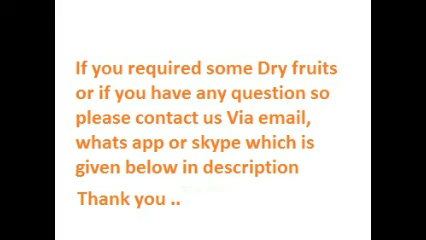 If you required some Dry fruits
or if you have any question so
please contact us Via email,
whats app or skype which is
given below in description
Thank you ..